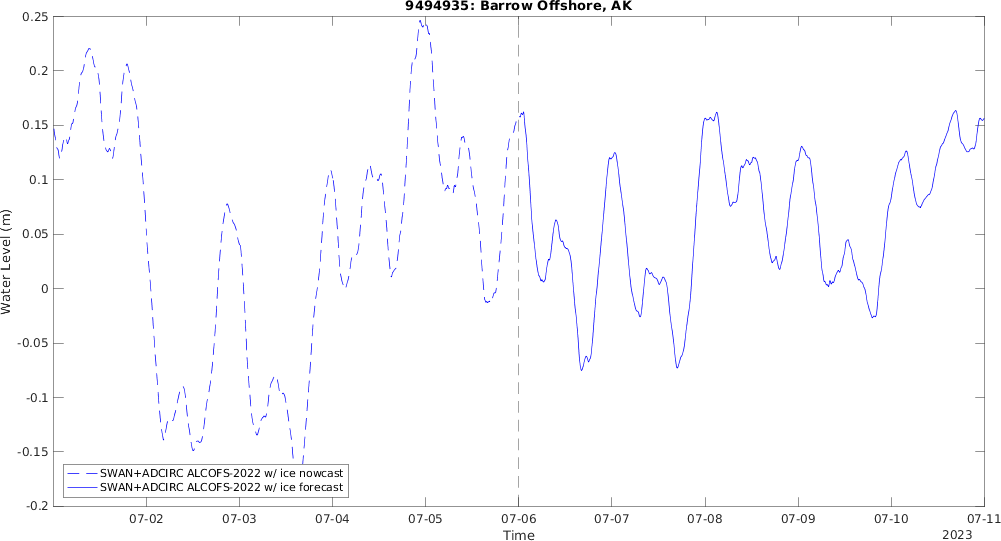 9494935: Barrow Offshore, AK
0.25
0.2
0.15
0.1
0.05
0
-0.05
-0.1
-0.15
-0.2
Water Level (m)
SWAN+ADCIRC ALCOFS-2022 w/ ice nowcast
SWAN+ADCIRC ALCOFS-2022 w/ ice forecast
07-02 07-03 07-04 07-05 07-06 07-07 07-08 07-09 07-10 07-11
Time
2023